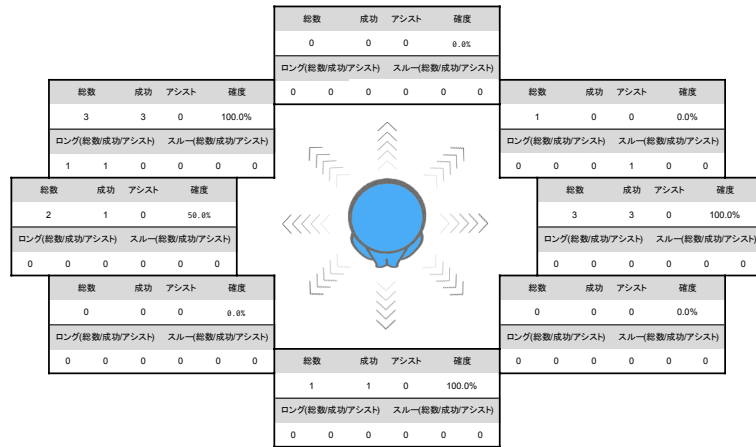 総数 成功 アシスト 確度
0 0 0 0.0%
ロング(総数/成功/アシスト) スルー(総数/成功/アシスト)
0 0 0 0 0 0
総数 成功 アシスト 確度
3 3 0 100.0%
ロング(総数/成功/アシスト) スルー(総数/成功/アシスト)
1 1 0 0 0 0
総数 成功 アシスト 確度
1 0 0 0.0%
ロング(総数/成功/アシスト) スルー(総数/成功/アシスト)
0 0 0 1 0 0
総数 成功 アシスト 確度
2 1 0 50.0%
ロング(総数/成功/アシスト) スルー(総数/成功/アシスト)
0 0 0 0 0 0
総数 成功 アシスト 確度
3 3 0 100.0%
ロング(総数/成功/アシスト) スルー(総数/成功/アシスト)
0 0 0 0 0 0
総数 成功 アシスト 確度
0 0 0 0.0%
ロング(総数/成功/アシスト) スルー(総数/成功/アシスト)
0 0 0 0 0 0
総数 成功 アシスト 確度
0 0 0 0.0%
ロング(総数/成功/アシスト) スルー(総数/成功/アシスト)
0 0 0 0 0 0
総数 成功 アシスト 確度
1 1 0 100.0%
ロング(総数/成功/アシスト) スルー(総数/成功/アシスト)
0 0 0 0 0 0